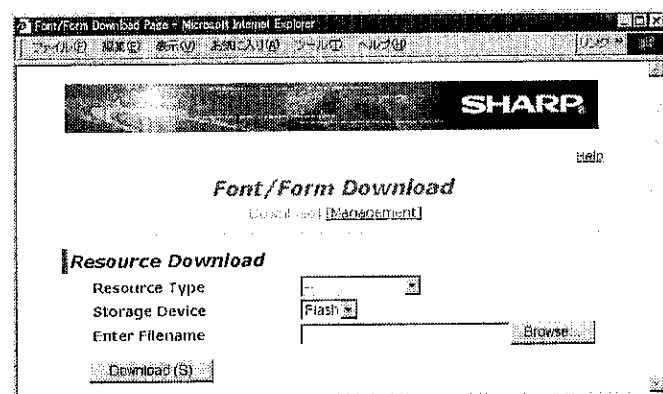 Font/Form Download Page - Microsoft Internet Explorer
ファイル(F) 編集(E) 表示(V) お気に入り(A) ツール(T) ヘルプ(H) リンク »
SHARP
Help
Font/Form Download
Download [Management]
Resource Download
Resource Type --
Storage Device Flash
Enter Filename Browse...
Download (S)